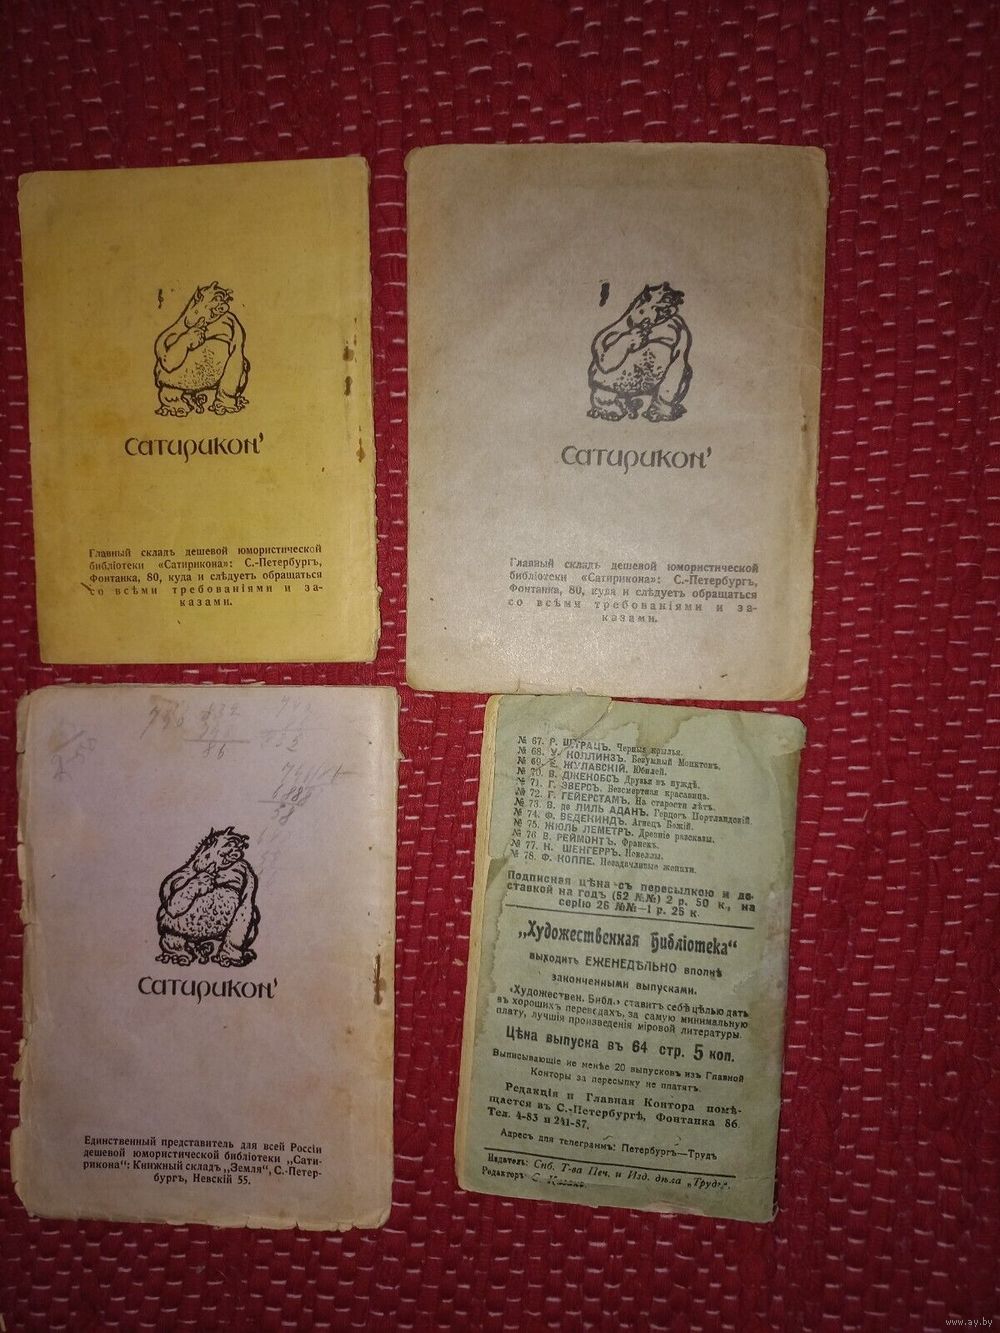 сатирикон'
Главный складъ дешевой юмористической
библіотеки «Сатирикона»: С.-Петербургъ,
Фонтанка, 80, куда и слѣдуетъ обращаться
со всѣми требованіями и за-
казами.
сатирикон'
Главный складъ дешевой юмористической
библіотеки «Сатирикона»: С.-Петербургъ,
Фонтанка, 80, куда и слѣдуетъ обращаться
со всѣми требованіями и за-
казами.
сатирикон'
Единственный представитель для всей Россіи
дешевой юмористической библіотеки „Сати-
рикона“: Книжный складъ „Земля“, С.-Петер-
бургъ, Невскій 55.
№ 67. Р. ШТРАЦЪ. Черныя крылья.
№ 68. У. КОЛЛИНЗЪ. Безумный Монктонъ.
№ 69. Е. ЖУЛАВСКІЙ. Юбилей.
№ 70. В. ДЖЕКОБСЪ Друзья въ нуждѣ.
№ 71. Г. ЭВЕРСЪ. Безсмертная красавица.
№ 72. Г. ГЕЙЕРСТАМЪ. На старости лѣтъ.
№ 73. В. де ЛИЛЬ АДАНЪ. Герцогъ Портландскій.
№ 74. Ф. ВЕДЕКИНДЪ. Агнецъ Божій.
№ 75. ЖЮЛЬ ЛЕМЕТРЪ. Древніе разсказы.
№ 76 В. РЕЙМОНТЪ. Франекъ.
№ 77. Н. ШЕНГЕРРЪ. Новеллы.
№ 78. Ф. КОППЕ. Незадачливые женихи.
Подписная цѣна съ пересылкою и до-
ставкой на годъ (52 №№) 2 р. 50 к., на
серію 26 №№—1 р. 25 к.
„Художественная Библіотека“
выходитъ ЕЖЕНЕДѢЛЬНО вполнѣ
законченными выпусками.
«Художествен. Библ.» ставитъ себѣ цѣлью дать
въ хорошихъ переводахъ, за самую минимальную
плату, лучшія произведенія міровой литературы.
Цѣна выпуска въ 64 стр. 5 коп.
Выписывающіе не менѣе 20 выпусковъ изъ Главной
Конторы за пересылку не платятъ.
Редакція и Главная Контора помѣ-
щается въ С.-Петербургѣ, Фонтанка 86.
Тел. 4-83 и 241-87.
Адресъ для телеграммъ: Петербургъ—Трудъ
Издатель: Спб. Т-ва Печ. и Изд. дѣла „Трудъ“.
Редакторъ С.
www.ay.by